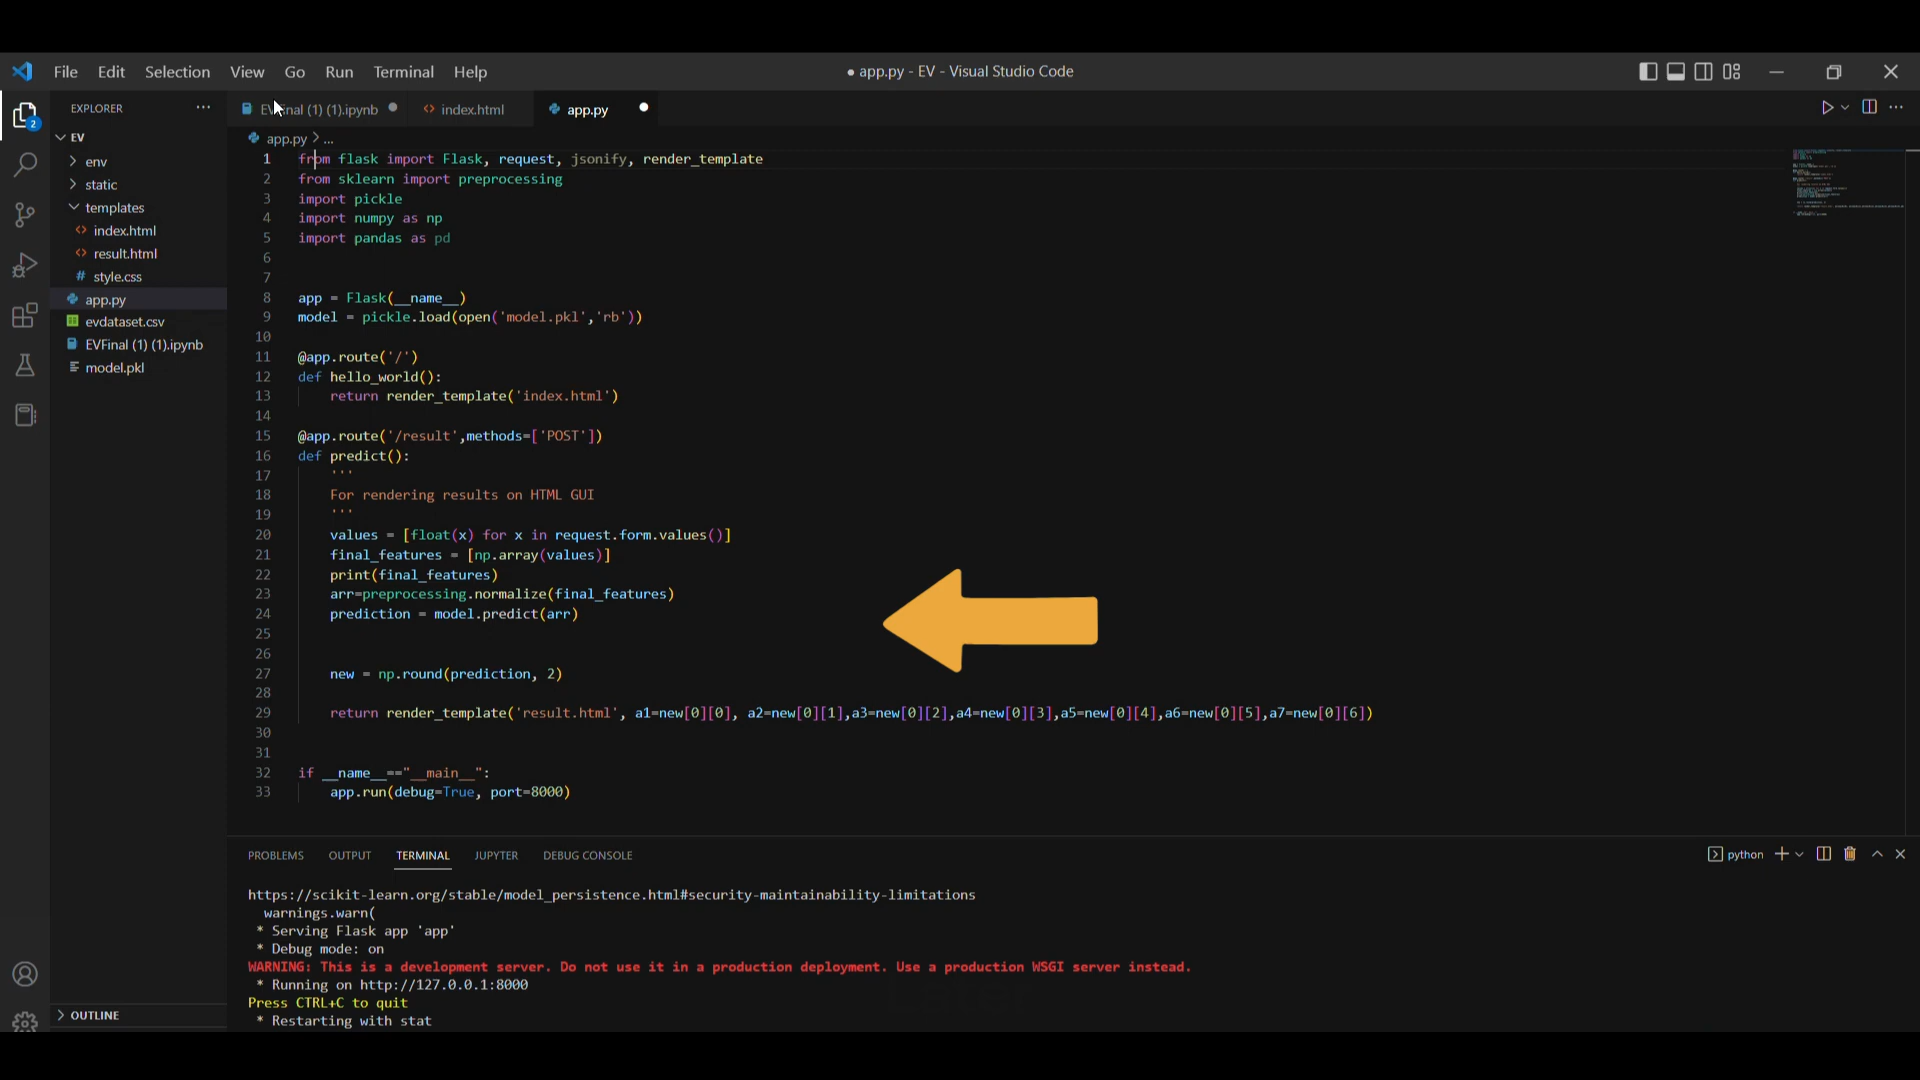 File Edit Selection View Go Run Terminal Help
● app.py - EV - Visual Studio Code
EXPLORER ...
EVFinal (1) (1).ipynb
index.html
app.py
2
EV
env
static
templates
index.html
result.html
style.css
app.py
evdataset.csv
EVFinal (1) (1).ipynb
model.pkl
OUTLINE
app.py > ...
1 from flask import Flask, request, jsonify, render_template
2 from sklearn import preprocessing
3 import pickle
4 import numpy as np
5 import pandas as pd
6
7
8 app = Flask(__name__)
9 model = pickle.load(open('model.pkl','rb'))
10
11 @app.route('/')
12 def hello_world():
13     return render_template('index.html')
14
15 @app.route('/result',methods=['POST'])
16 def predict():
17     '''
18     For rendering results on HTML GUI
19     '''
20     values = [float(x) for x in request.form.values()]
21     final_features = [np.array(values)]
22     print(final_features)
23     arr=preprocessing.normalize(final_features)
24     prediction = model.predict(arr)
25
26
27     new = np.round(prediction, 2)
28
29     return render_template('result.html', a1=new[0][0], a2=new[0][1],a3=new[0][2],a4=new[0][3],a5=new[0][4],a6=new[0][5],a7=new[0][6])
30
31
32 if __name__=="__main__":
33     app.run(debug=True, port=8000)
PROBLEMS OUTPUT TERMINAL JUPYTER DEBUG CONSOLE
python
https://scikit-learn.org/stable/model_persistence.html#security-maintainability-limitations
  warnings.warn(
 * Serving Flask app 'app'
 * Debug mode: on
WARNING: This is a development server. Do not use it in a production deployment. Use a production WSGI server instead.
 * Running on http://127.0.0.1:8000
Press CTRL+C to quit
 * Restarting with stat